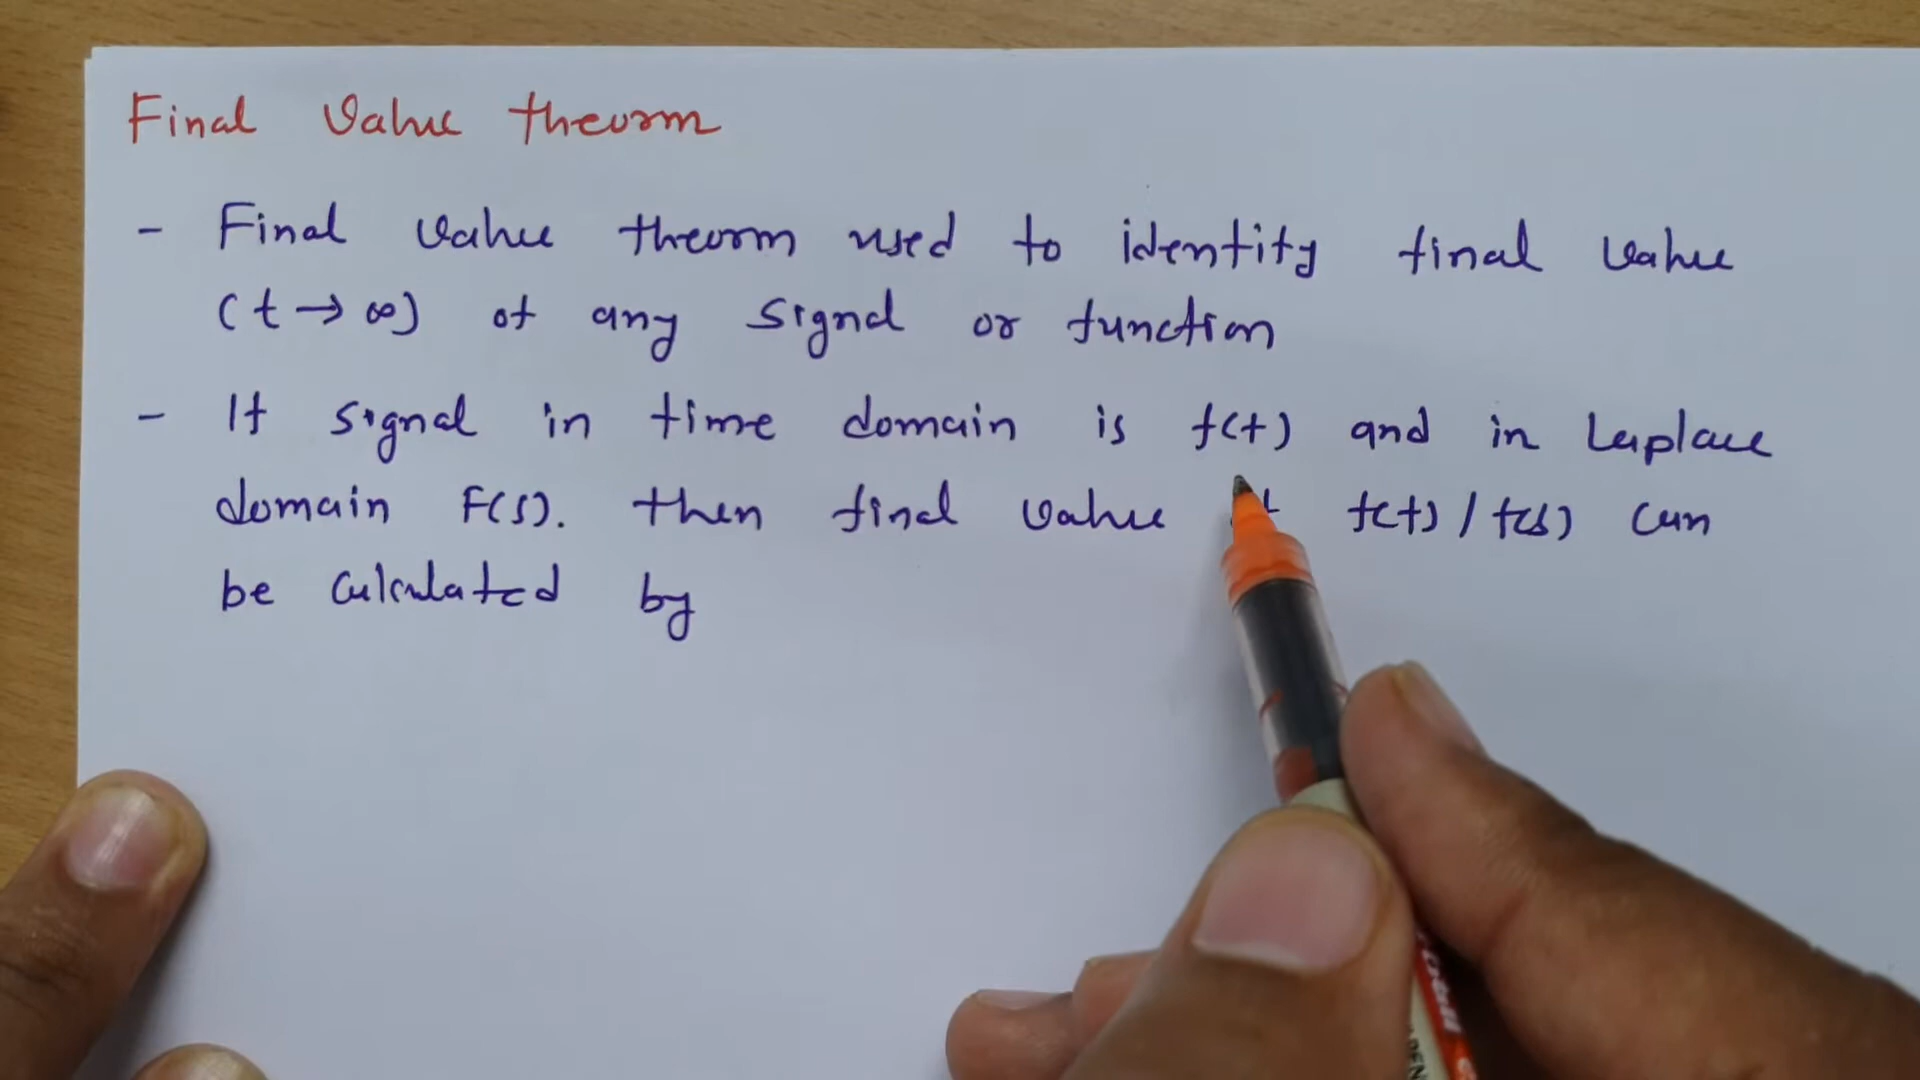 Final Value theorm
- Final value theorm used to identify final value
(t → ∞) of any signal or function
- If signal in time domain is f(t) and in Laplace
domain F(s). then final value f(t) / f(s) can
be calculated by